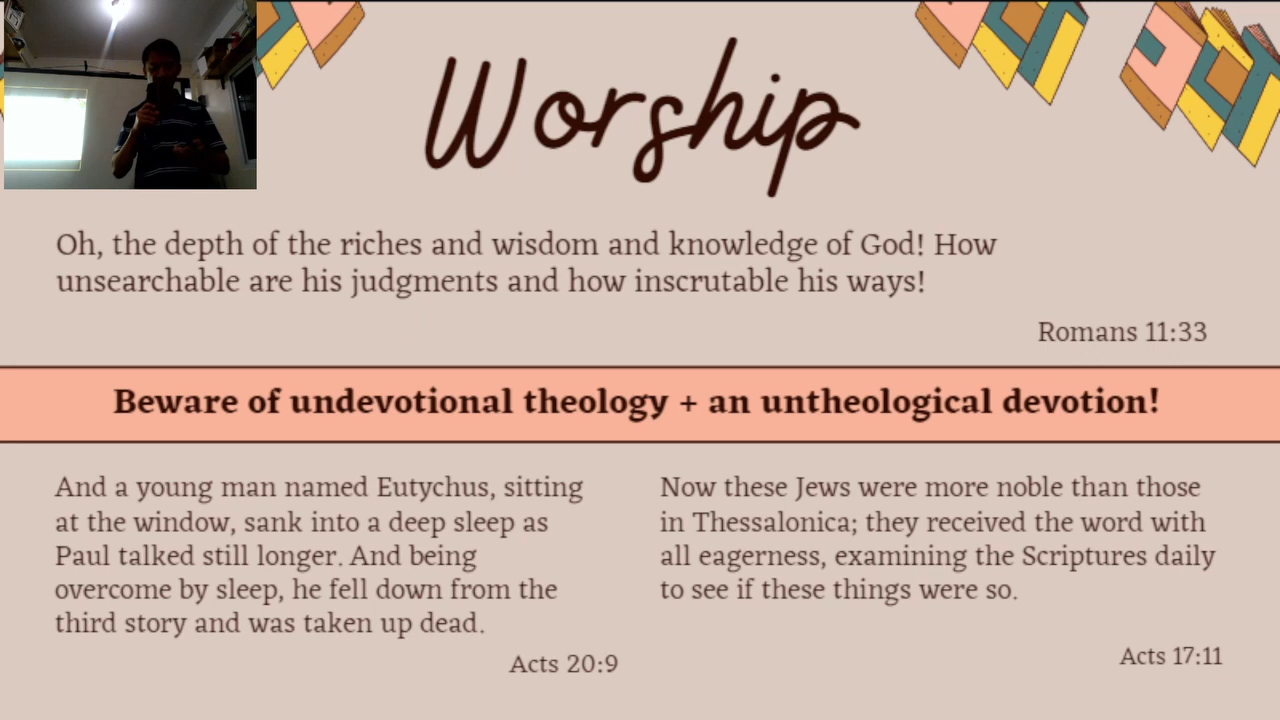 Worship
Oh, the depth of the riches and wisdom and knowledge of God! How
unsearchable are his judgments and how inscrutable his ways!
Romans 11:33
Beware of undevotional theology + an untheological devotion!
And a young man named Eutychus, sitting
at the window, sank into a deep sleep as
Paul talked still longer. And being
overcome by sleep, he fell down from the
third story and was taken up dead.
Acts 20:9
Now these Jews were more noble than those
in Thessalonica; they received the word with
all eagerness, examining the Scriptures daily
to see if these things were so.
Acts 17:11